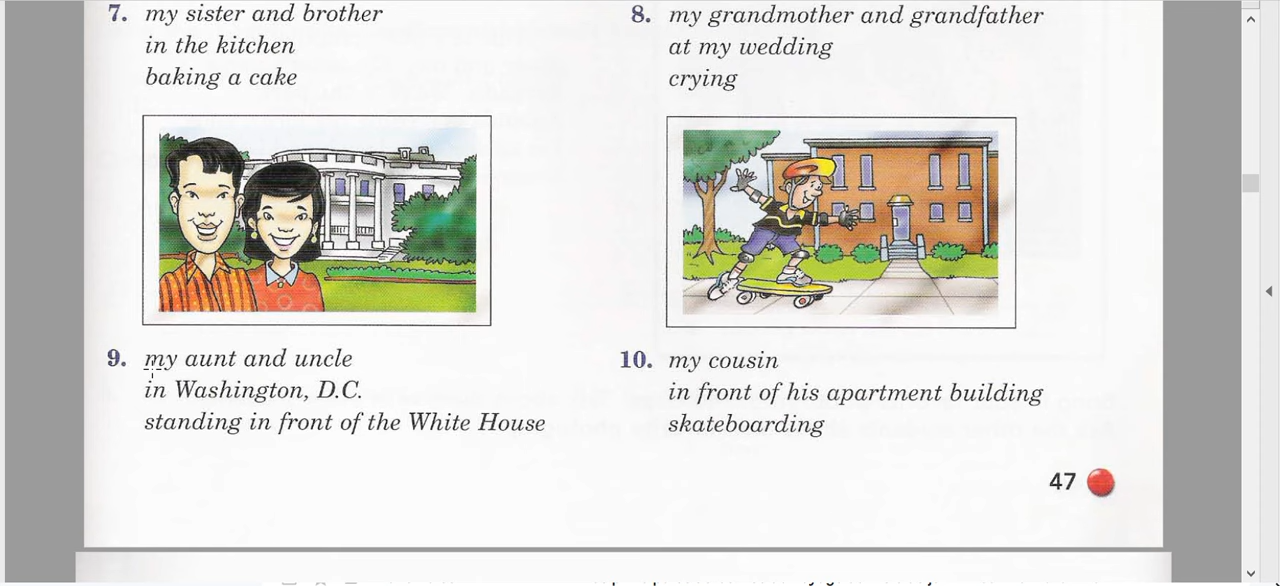 7. my sister and brother
in the kitchen
baking a cake
8. my grandmother and grandfather
at my wedding
crying
9. my aunt and uncle
in Washington, D.C.
standing in front of the White House
10. my cousin
in front of his apartment building
skateboarding
47